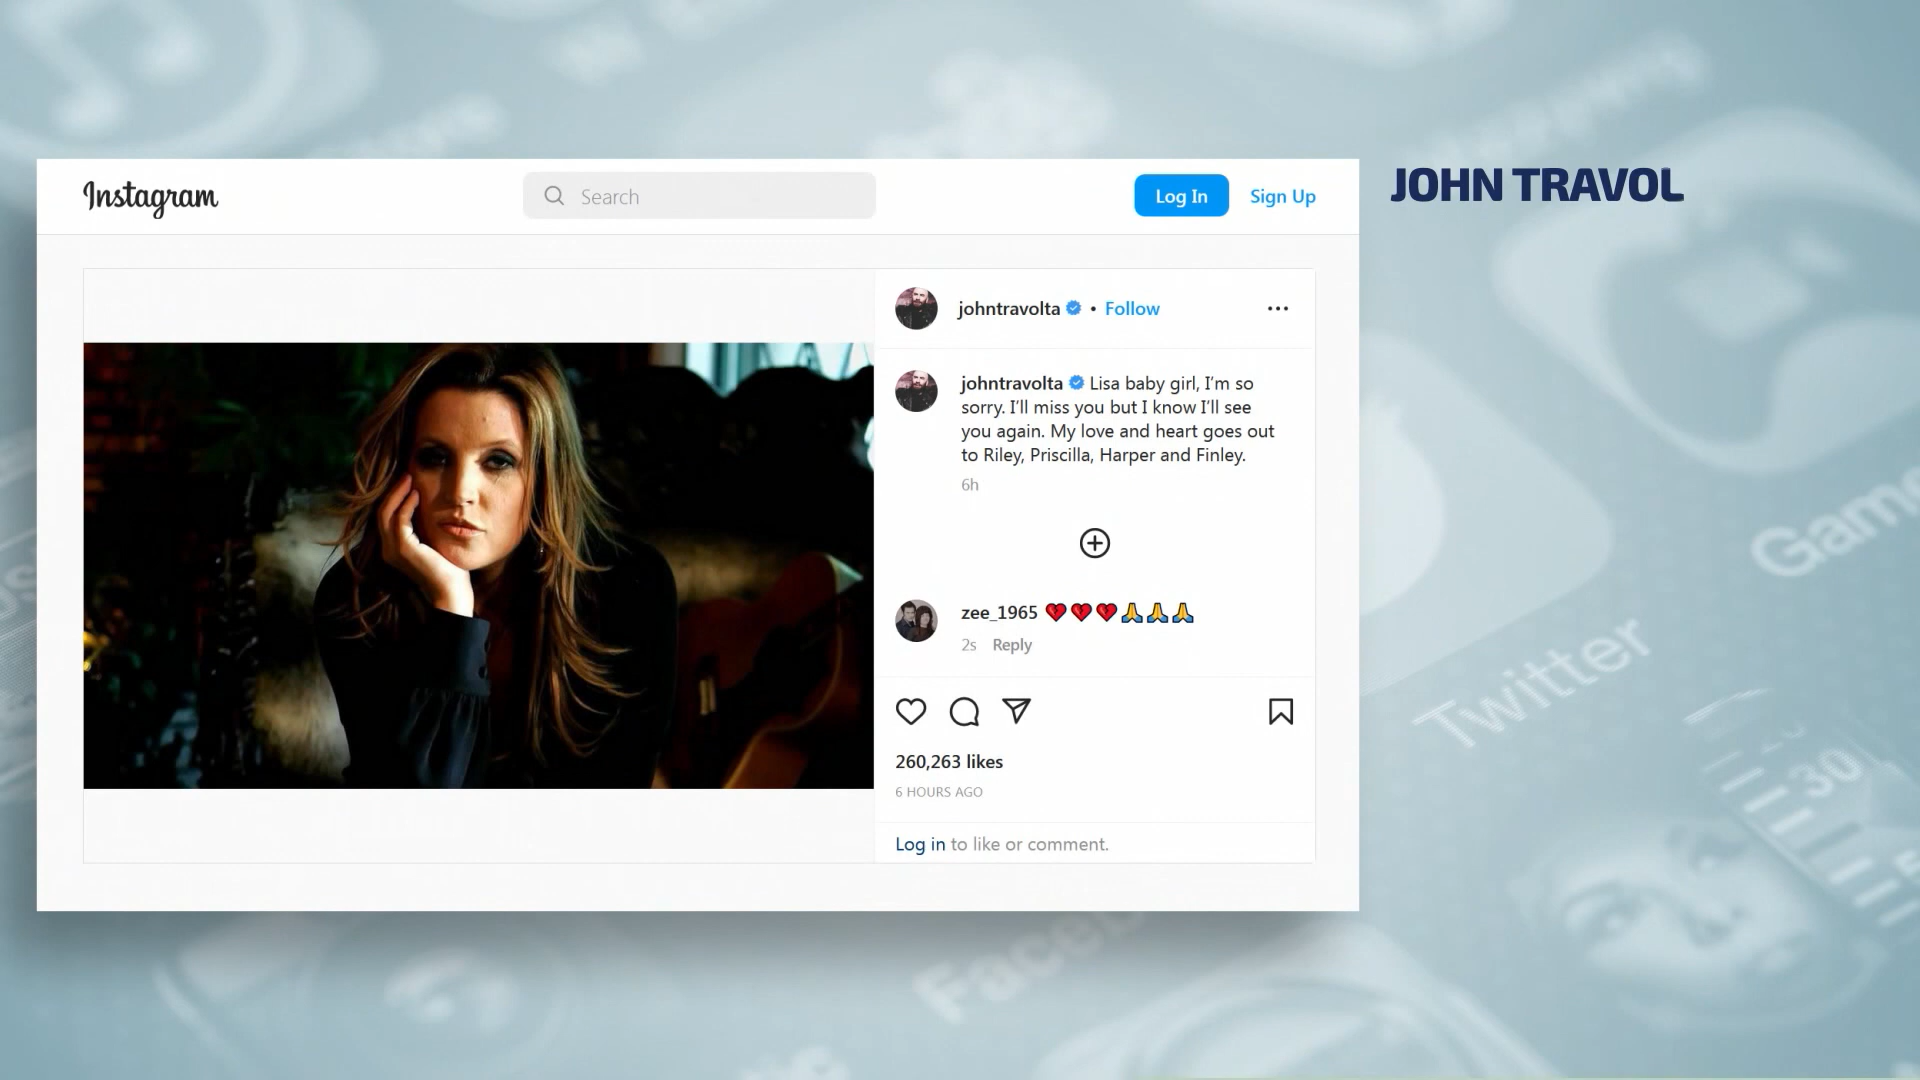 Instagram
Search
Log In
Sign Up
JOHN TRAVOL
johntravolta • Follow
johntravolta Lisa baby girl, I'm so
sorry. I'll miss you but I know I'll see
you again. My love and heart goes out
to Riley, Priscilla, Harper and Finley.
6h
zee_1965 💔💔💔🙏🙏🙏
2s Reply
260,263 likes
6 HOURS AGO
Log in to like or comment.
Twitter
30